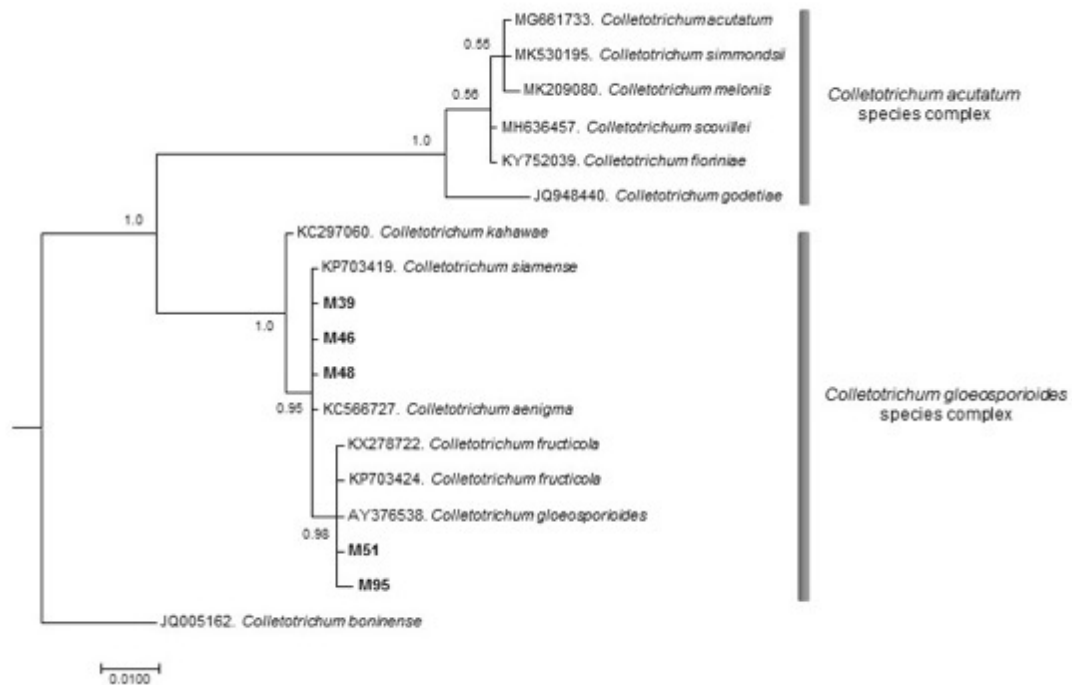 MG661733. Colletotrichum acutatum
0.55
MK530195. Colletotrichum simmondsii
0.56
MK209080. Colletotrichum melonis
Colletotrichum acutatum
species complex
MH636457. Colletotrichum scovillei
1.0
KY752039. Colletotrichum fioriniae
JQ948440. Colletotrichum godetiae
1.0
KC297060. Colletotrichum kahawae
KP703419. Colletotrichum siamense
M39
1.0
M46
M48
Colletotrichum gloeosporioides
species complex
0.95
KC566727. Colletotrichum aenigma
KX278722. Colletotrichum fructicola
KP703424. Colletotrichum fructicola
AY376538. Colletotrichum gloeosporioides
0.98
M51
M95
JQ005162. Colletotrichum boninense
0.0100